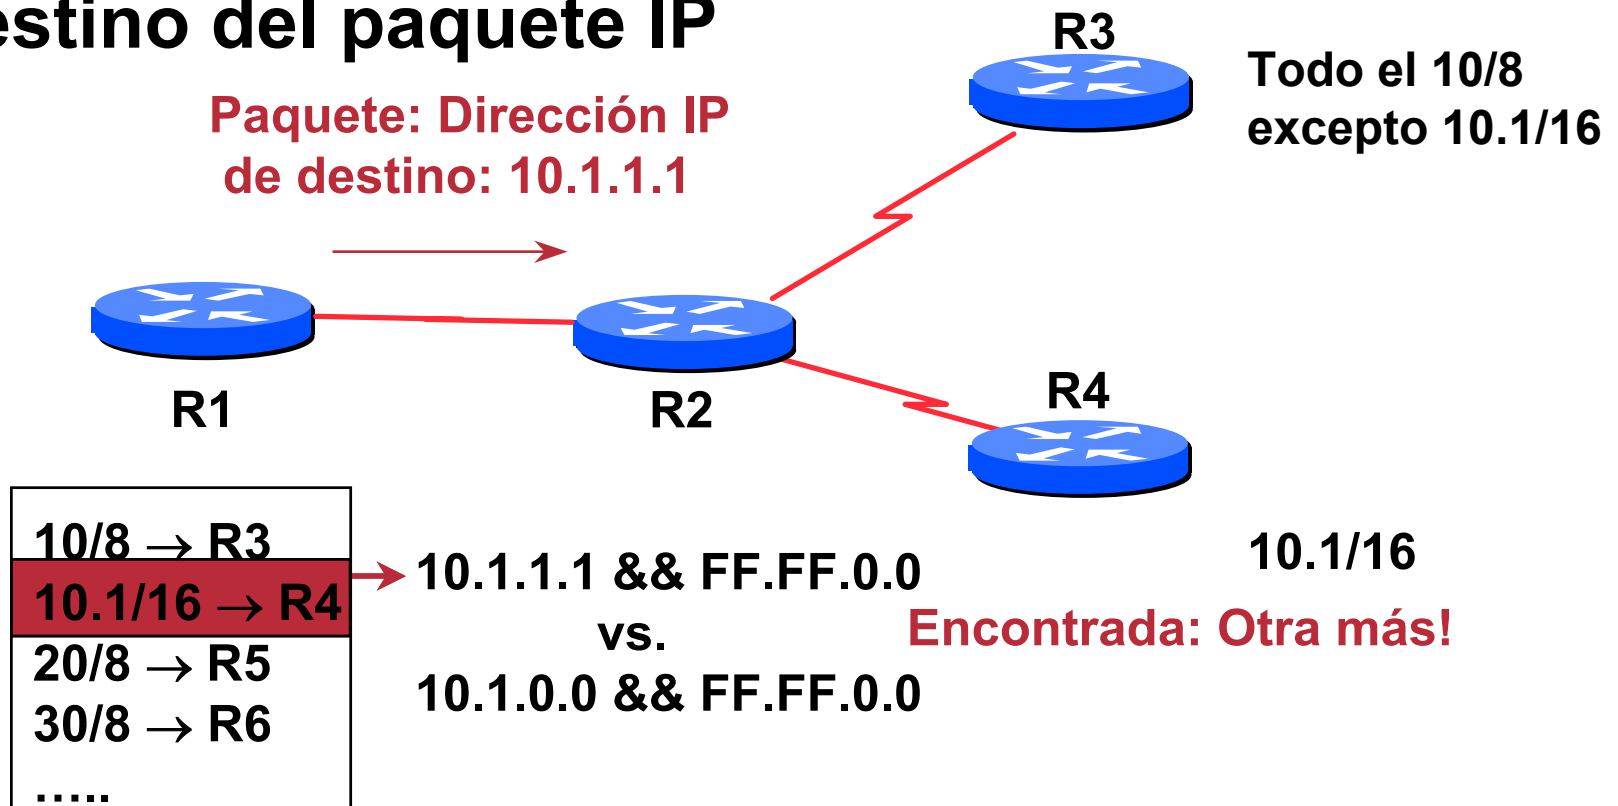 estino del paquete IP
R3
Todo el 10/8
excepto 10.1/16
Paquete: Dirección IP
de destino: 10.1.1.1
R1
R2
R4
10/8 → R3
10.1/16 → R4
20/8 → R5
30/8 → R6
…..
10.1.1.1 && FF.FF.0.0
vs.
10.1.0.0 && FF.FF.0.0
10.1/16
Encontrada: Otra más!